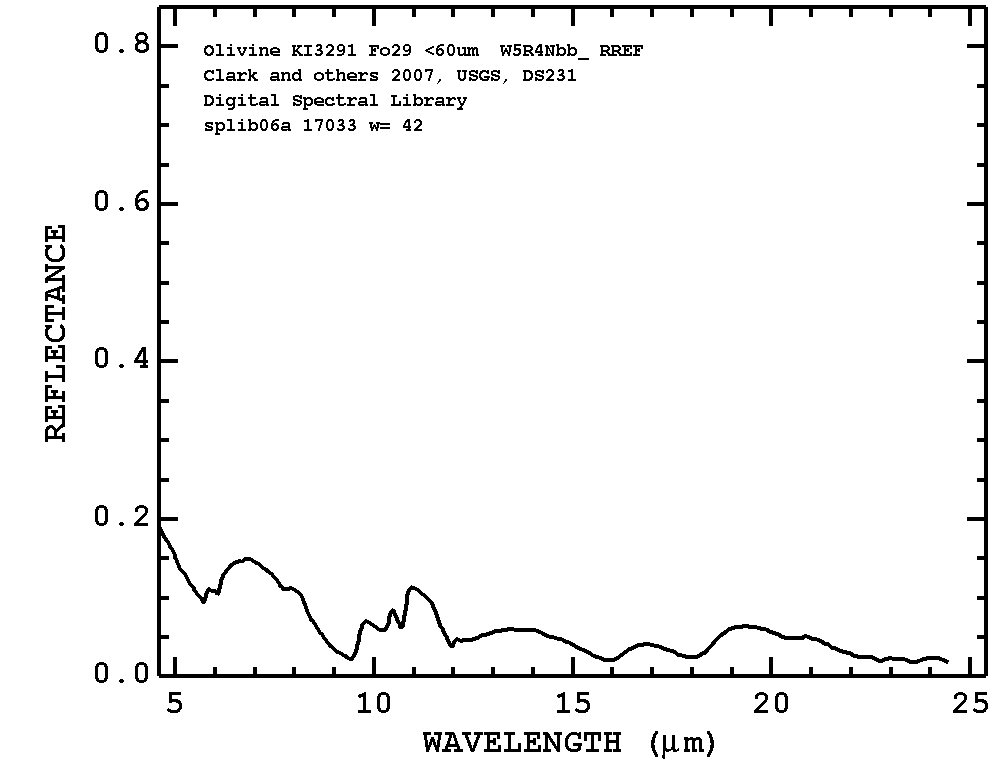 0.8
Olivine KI3291 Fo29 <60um W5R4Nbb_ RREF
Clark and others 2007, USGS, DS231
Digital Spectral Library
splib06a 17033 w= 42
0.6
REFLECTANCE
0.4
0.2
0.0
5 10 15 20 25
WAVELENGTH (μm)